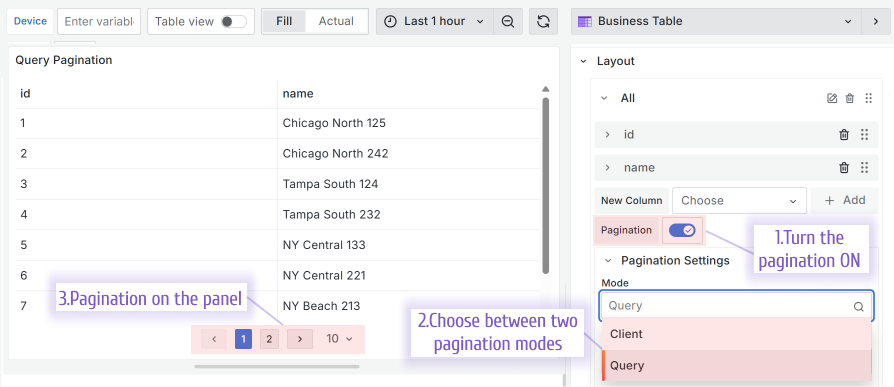 Device
Enter variable
Table view
Fill
Actual
Last 1 hour
Business Table
Query Pagination
id
name
1
Chicago North 125
2
Chicago North 242
3
Tampa South 124
4
Tampa South 232
5
NY Central 133
6
NY Central 221
7
NY Beach 213
1
2
10
3.Pagination on the panel
Layout
All
id
name
New Column
Choose
Add
Pagination
1.Turn the
pagination ON
Pagination Settings
Mode
Query
2.Choose between two
pagination modes
Client
Query